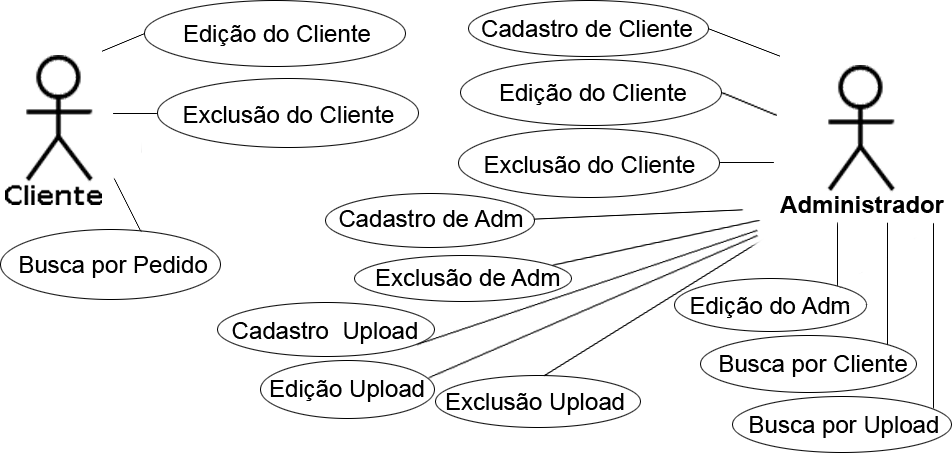 Edição do Cliente
Exclusão do Cliente
Cliente
Busca por Pedido
Cadastro de Cliente
Edição do Cliente
Exclusão do Cliente
Administrador
Cadastro de Adm
Exclusão de Adm
Cadastro Upload
Edição Upload
Exclusão Upload
Edição do Adm
Busca por Cliente
Busca por Upload